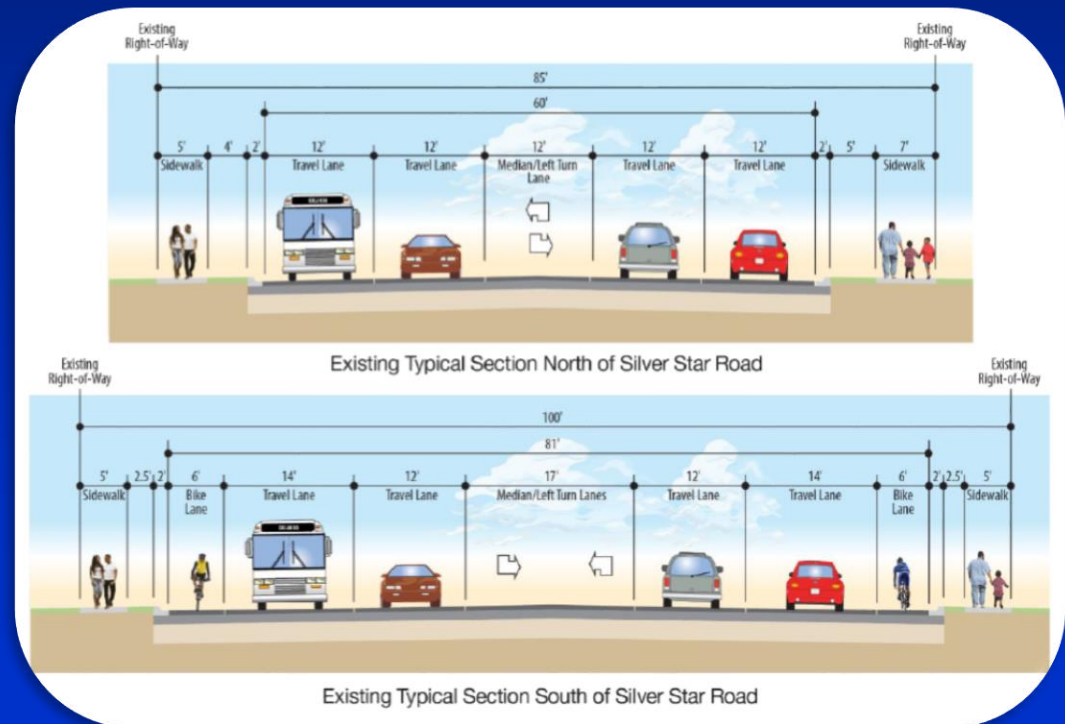 Existing
Right-of-Way
Existing
Right-of-Way
85'
60'
5' 4' 2' 12' 12' 12' 12' 12' 2' 5' 7'
Sidewalk Travel Lane Travel Lane Median/Left Turn Travel Lane Travel Lane Sidewalk
Lane
Existing Typical Section North of Silver Star Road
Existing
Right-of-Way
Existing
Right-of-Way
100'
81'
5' 2.5' 2' 6' 14' 12' 17' 12' 14' 6' 2' 2.5' 5'
Sidewalk Bike Travel Lane Travel Lane Median/Left Turn Lanes Travel Lane Travel Lane Bike Sidewalk
Lane Lane
Existing Typical Section South of Silver Star Road